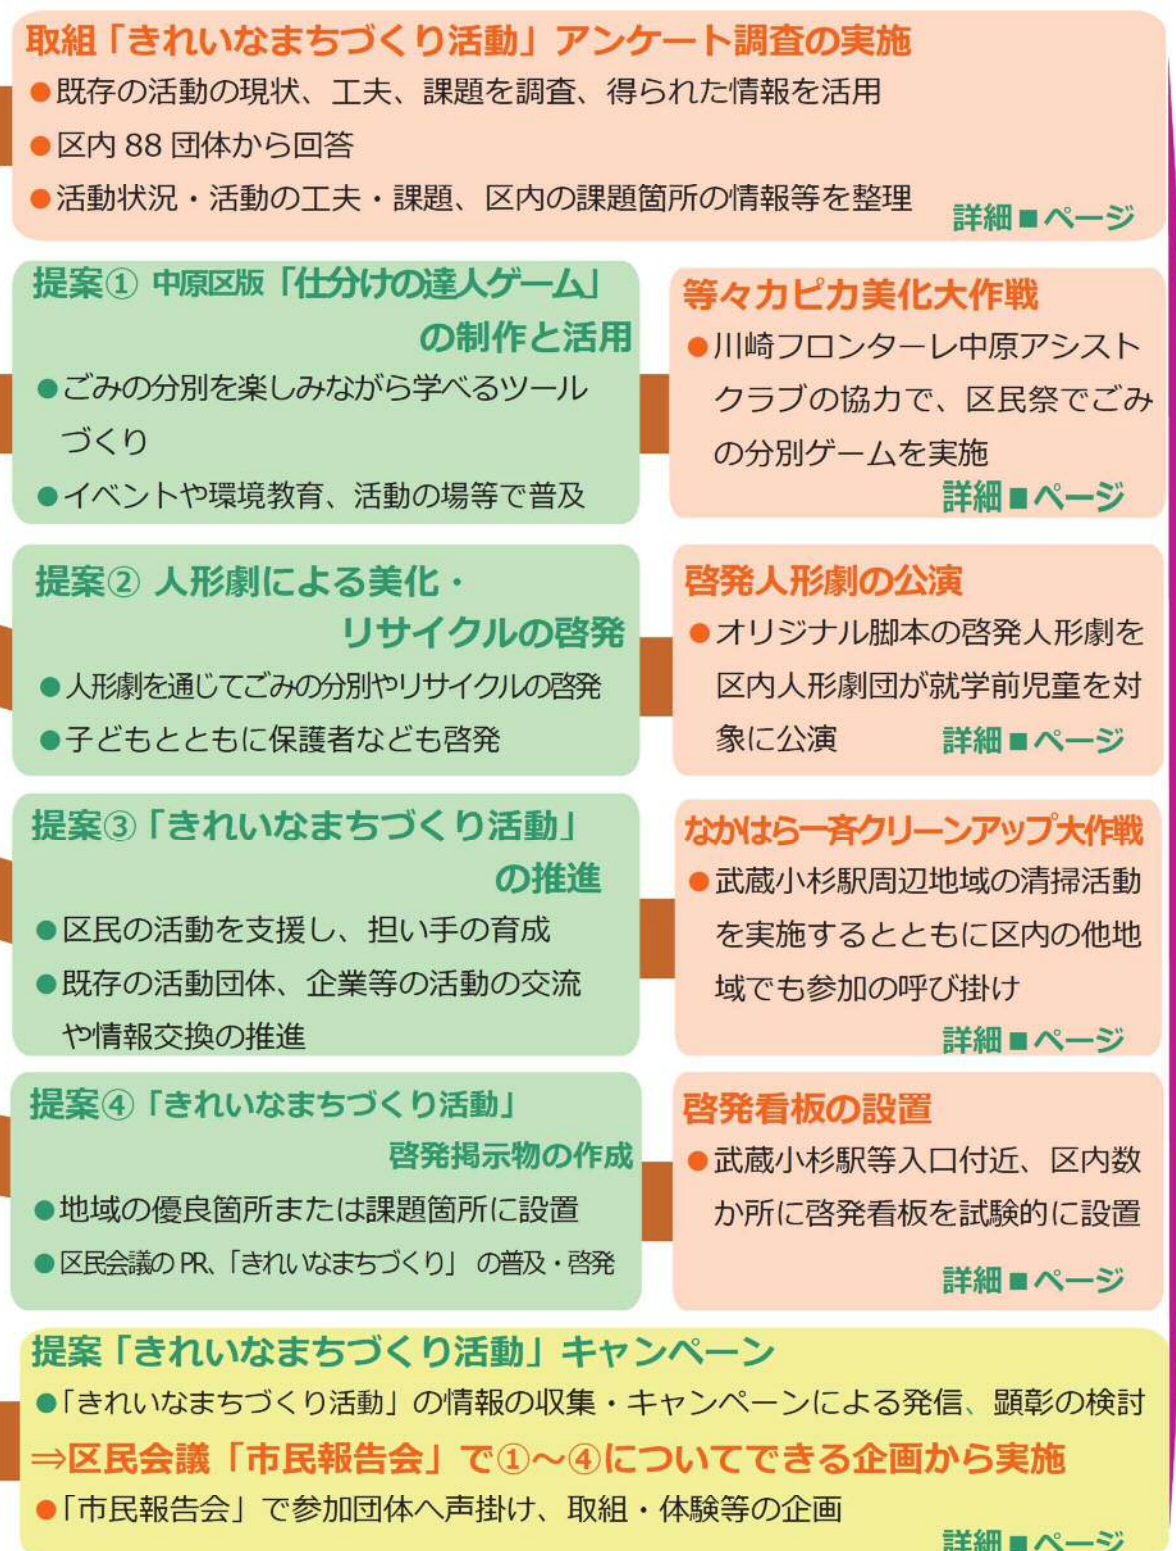 取組「きれいなまちづくり活動」アンケート調査の実施
●既存の活動の現状、工夫、課題を調査、得られた情報を活用
●区内 88 団体から回答
●活動状況・活動の工夫・課題、区内の課題箇所の情報等を整理
詳細■ページ
提案① 中原区版「仕分けの達人ゲーム」
の制作と活用
●ごみの分別を楽しみながら学べるツール
づくり
●イベントや環境教育、活動の場等で普及
等々力ピカ美化大作戦
●川崎フロンターレ中原アシスト
クラブの協力で、区民祭でごみ
の分別ゲームを実施
詳細■ページ
提案② 人形劇による美化・
リサイクルの啓発
●人形劇を通じてごみの分別やリサイクルの啓発
●子どもとともに保護者なども啓発
啓発人形劇の公演
●オリジナル脚本の啓発人形劇を
区内人形劇団が就学前児童を対
象に公演 詳細■ページ
提案③「きれいなまちづくり活動」
の推進
●区民の活動を支援し、担い手の育成
●既存の活動団体、企業等の活動の交流
や情報交換の推進
なかはら一斉クリーンアップ大作戦
●武蔵小杉駅周辺地域の清掃活動
を実施するとともに区内の他地
域でも参加の呼び掛け
詳細■ページ
提案④「きれいなまちづくり活動」
啓発掲示物の作成
●地域の優良箇所または課題箇所に設置
●区民会議の PR、「きれいなまちづくり」 の普及・啓発
啓発看板の設置
●武蔵小杉駅等入口付近、区内数
か所に啓発看板を試験的に設置
詳細■ページ
提案「きれいなまちづくり活動」キャンペーン
●「きれいなまちづくり活動」の情報の収集・キャンペーンによる発信、顕彰の検討
⇒区民会議「市民報告会」で①～④についてできる企画から実施
●「市民報告会」で参加団体へ声掛け、取組・体験等の企画
詳細■ページ